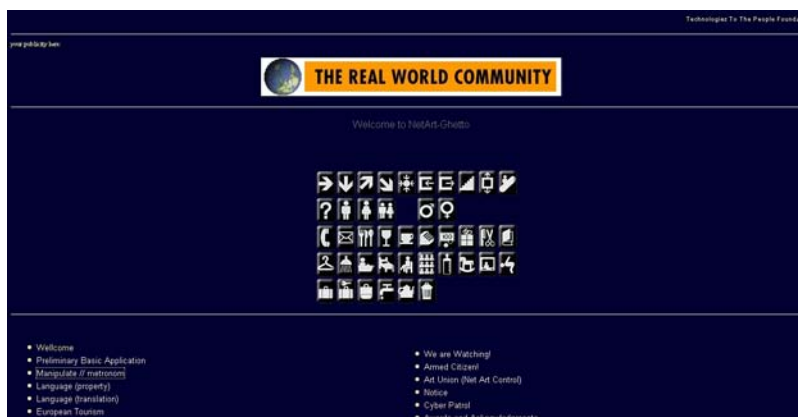 Technologies To The People Founda
your publicity here
THE REAL WORLD COMMUNITY
Welcome to NetArt-Ghetto
?
Wellcome
Preliminary Basic Application
Manipulate // metronom
Language (property)
Language (translation)
European Tourism
We are Watching!
Armed Citizen!
Art Union (Net Art Control)
Notice
Cyber Patrol